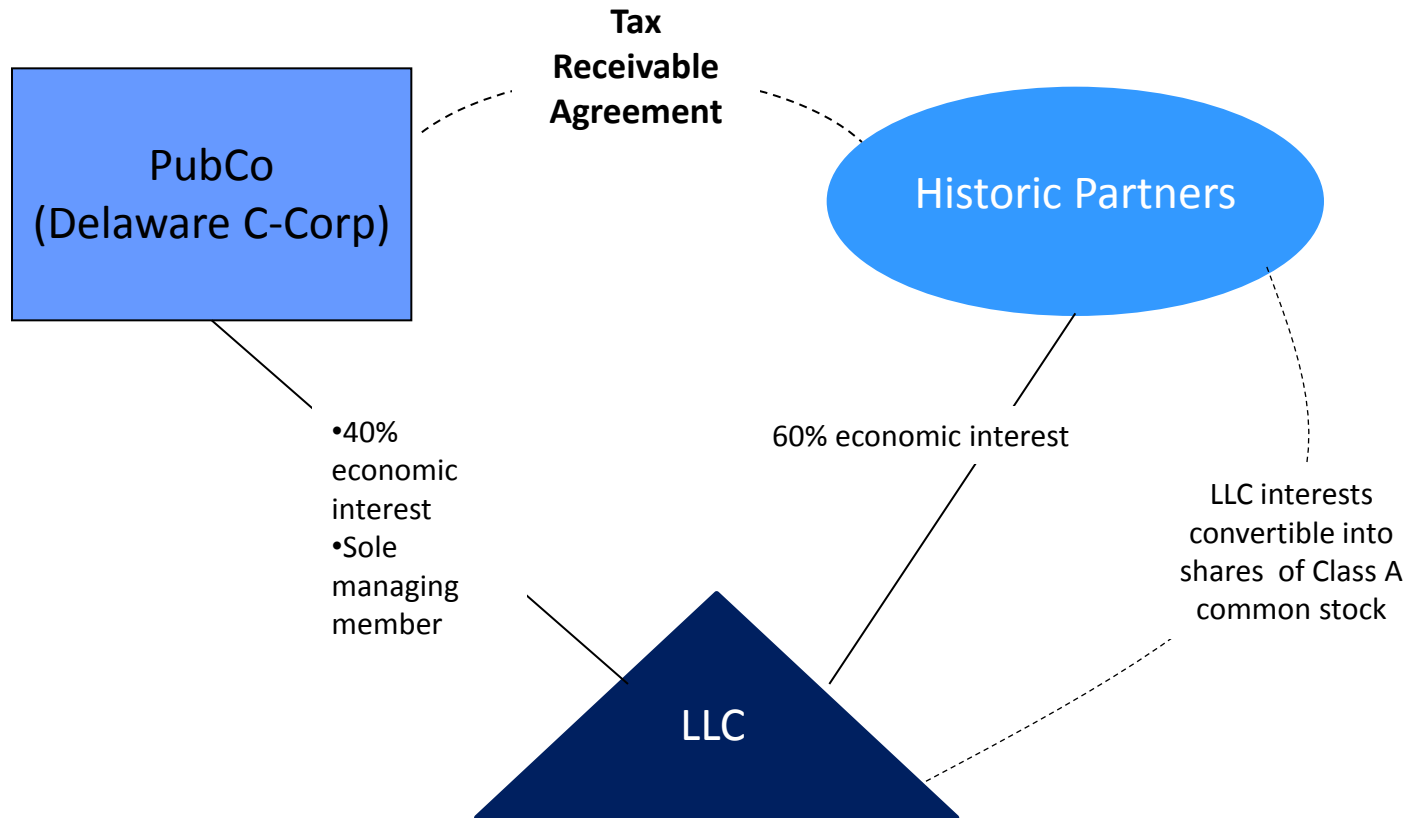 Tax
Receivable
Agreement
PubCo
(Delaware C-Corp)
Historic Partners
•40%
economic
interest
•Sole
managing
member
60% economic interest
LLC interests
convertible into
shares of Class A
common stock
LLC